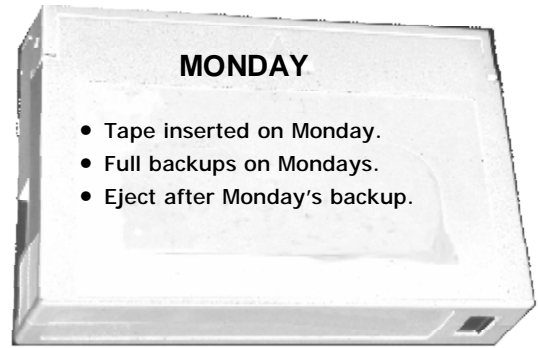 MONDAY
• Tape inserted on Monday.
• Full backups on Mondays.
• Eject after Monday's backup.